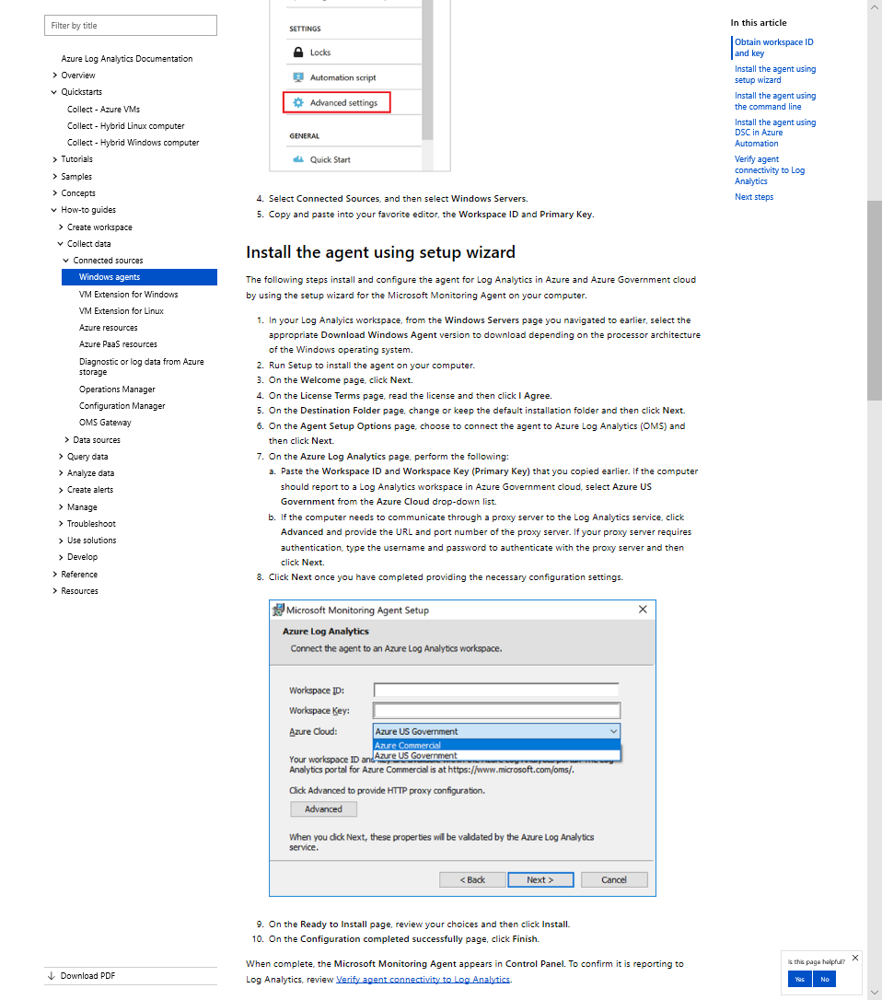 Filter by title
Azure Log Analytics Documentation
Overview
Quickstarts
Collect - Azure VMs
Collect - Hybrid Linux computer
Collect - Hybrid Windows computer
Tutorials
Samples
Concepts
How-to guides
Create workspace
Collect data
Connected sources
Windows agents
VM Extension for Windows
VM Extension for Linux
Azure resources
Azure PaaS resources
Diagnostic or log data from Azure
storage
Operations Manager
Configuration Manager
OMS Gateway
Data sources
Query data
Analyze data
Create alerts
Manage
Troubleshoot
Use solutions
Develop
Reference
Resources
Download PDF
SETTINGS
Locks
Automation script
Advanced settings
GENERAL
Quick Start
4. Select Connected Sources, and then select Windows Servers.
5. Copy and paste into your favorite editor, the Workspace ID and Primary Key.
Install the agent using setup wizard
The following steps install and configure the agent for Log Analytics in Azure and Azure Government cloud
by using the setup wizard for the Microsoft Monitoring Agent on your computer.
1. In your Log Analyics workspace, from the Windows Servers page you navigated to earlier, select the
appropriate Download Windows Agent version to download depending on the processor architecture
of the Windows operating system.
2. Run Setup to install the agent on your computer.
3. On the Welcome page, click Next.
4. On the License Terms page, read the license and then click I Agree.
5. On the Destination Folder page, change or keep the default installation folder and then click Next.
6. On the Agent Setup Options page, choose to connect the agent to Azure Log Analytics (OMS) and
then click Next.
7. On the Azure Log Analytics page, perform the following:
a. Paste the Workspace ID and Workspace Key (Primary Key) that you copied earlier. If the computer
should report to a Log Analytics workspace in Azure Government cloud, select Azure US
Government from the Azure Cloud drop-down list.
b. If the computer needs to communicate through a proxy server to the Log Analytics service, click
Advanced and provide the URL and port number of the proxy server. If your proxy server requires
authentication, type the username and password to authenticate with the proxy server and then
click Next.
8. Click Next once you have completed providing the necessary configuration settings.
Microsoft Monitoring Agent Setup
Azure Log Analytics
Connect the agent to an Azure Log Analytics workspace.
Workspace ID:
Workspace Key:
Azure Cloud: Azure US Government
Azure Commercial
Azure US Government
Your workspace ID and
Analytics portal for Azure Commercial is at https://www.microsoft.com/oms/.
Click Advanced to provide HTTP proxy configuration.
Advanced
When you click Next, these properties will be validated by the Azure Log Analytics
service.
< Back Next > Cancel
9. On the Ready to Install page, review your choices and then click Install.
10. On the Configuration completed successfully page, click Finish.
When complete, the Microsoft Monitoring Agent appears in Control Panel. To confirm it is reporting to
Log Analytics, review Verify agent connectivity to Log Analytics.
In this article
Obtain workspace ID
and key
Install the agent using
setup wizard
Install the agent using
the command line
Install the agent using
DSC in Azure
Automation
Verify agent
connectivity to Log
Analytics
Next steps
Is this page helpful?
Yes No